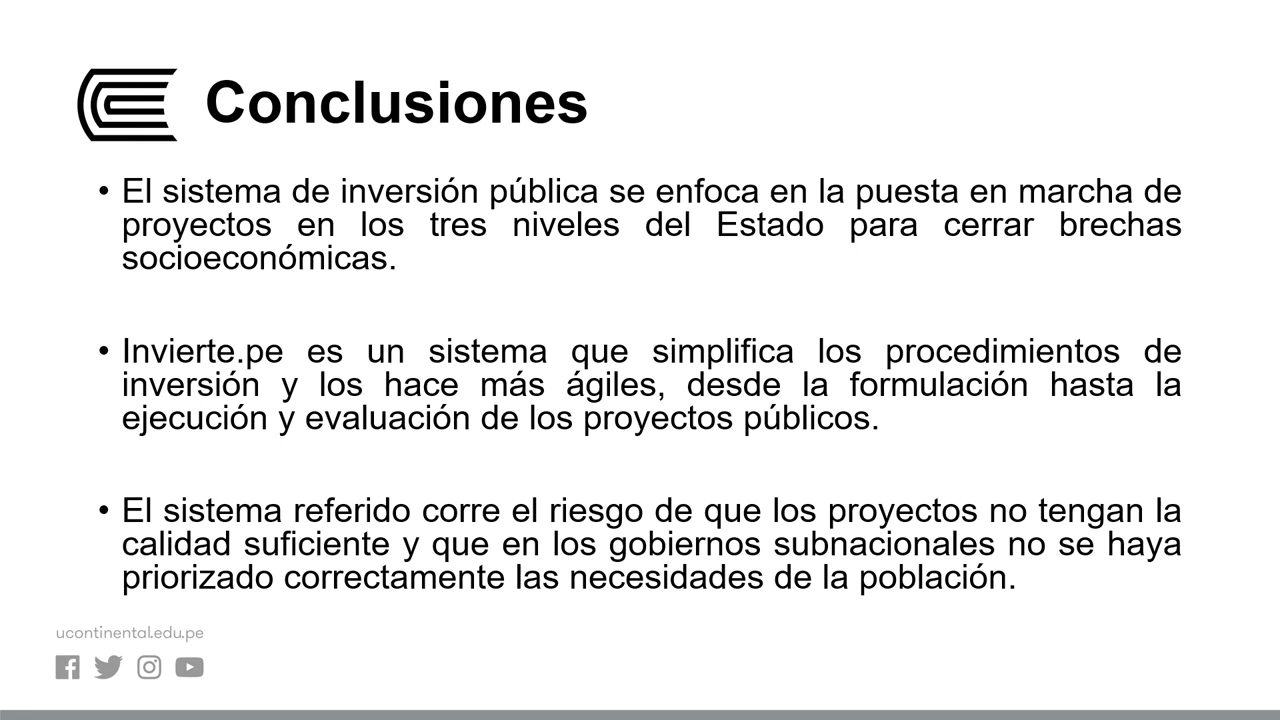 Conclusiones
• El sistema de inversión pública se enfoca en la puesta en marcha de
proyectos en los tres niveles del Estado para cerrar brechas
socioeconómicas.
• Invierte.pe es un sistema que simplifica los procedimientos de
inversión y los hace más ágiles, desde la formulación hasta la
ejecución y evaluación de los proyectos públicos.
• El sistema referido corre el riesgo de que los proyectos no tengan la
calidad suficiente y que en los gobiernos subnacionales no se haya
priorizado correctamente las necesidades de la población.
ucontinental.edu.pe